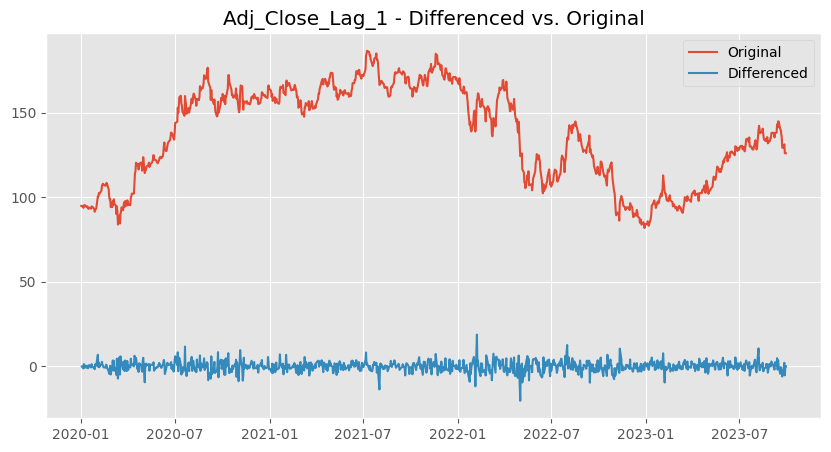 Adj_Close_Lag_1 - Differenced vs. Original
Original
Differenced
150
100
50
0
2020-01 2020-07 2021-01 2021-07 2022-01 2022-07 2023-01 2023-07